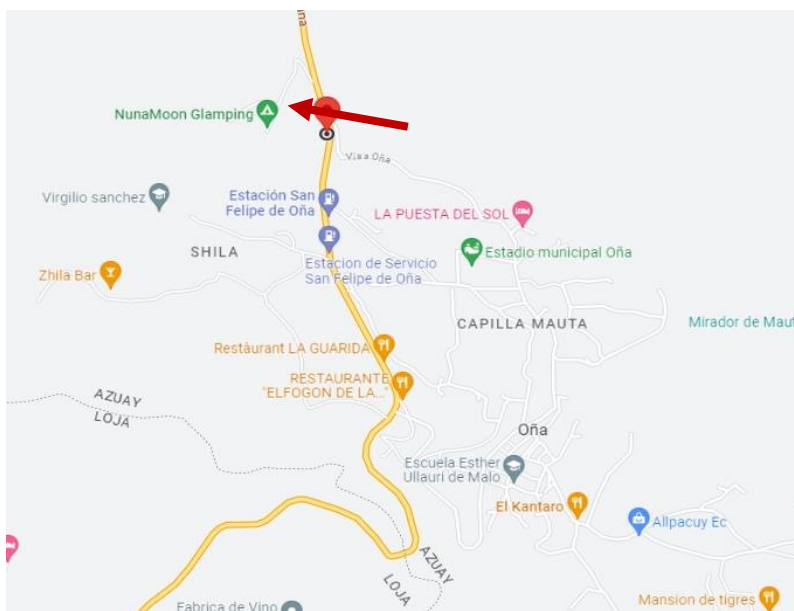 NunaMoon Glamping
Via a Oña
Virgilio sanchez
Estación San
Felipe de Oña
LA PUESTA DEL SOL
SHILA
Estacion de Servicio
San Felipe de Oña
Estadio municipal Oña
Zhila Bar
CAPILLA MAUTA
Mirador de Maut
Restaurant LA GUARIDA
RESTAURANTE
"ELFOGON DE LA..."
AZUAY
LOJA
Oña
Escuela Esther
Ullauri de Malo
El Kantaro
Allpacuy Ec
AZUAY
LOJA
Fabrica de Vino
Mansion de tigres